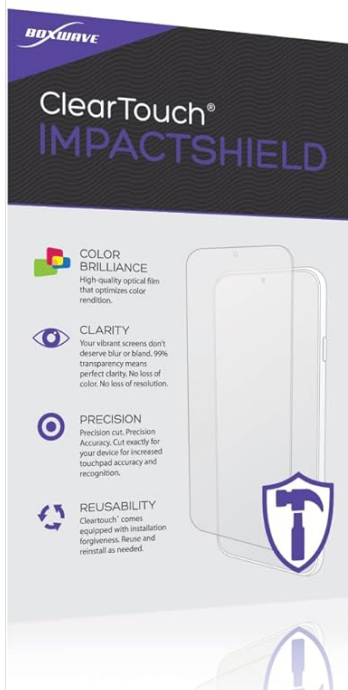 BOXWAVE
ClearTouch®
IMPACTSHIELD
COLOR
BRILLIANCE
High-quality optical film
that optimizes color
rendition.
CLARITY
Your vibrant screens don't
deserve blur or bland. 99%
transparency means
perfect clarity. No loss of
color. No loss of resolution.
PRECISION
Precision cut. Precision
Accuracy. Cut exactly for
your device for increased
touchpad accuracy and
recognition.
REUSABILITY
Cleartouch® comes
equipped with installation
forgiveness. Reuse and
reinstall as needed.